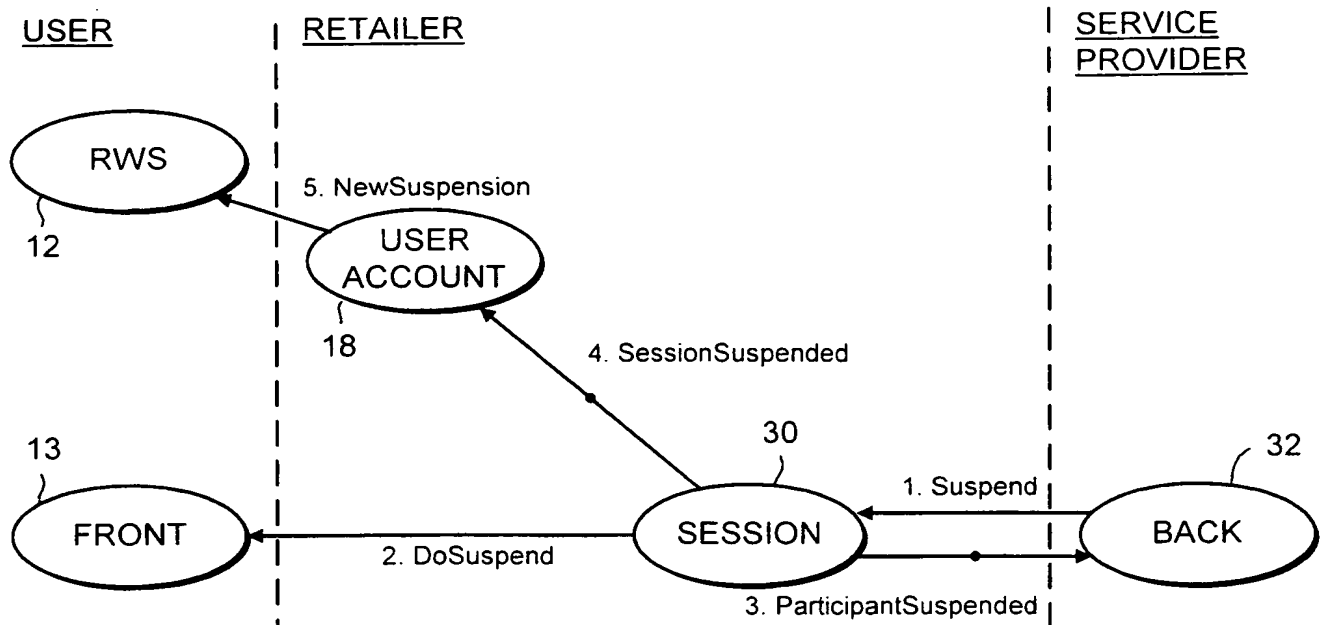 USER
RETAILER
SERVICE
PROVIDER
RWS
12
5. NewSuspension
USER
ACCOUNT
18
4. SessionSuspended
13
30
32
FRONT
2. DoSuspend
SESSION
1. Suspend
BACK
3. ParticipantSuspended